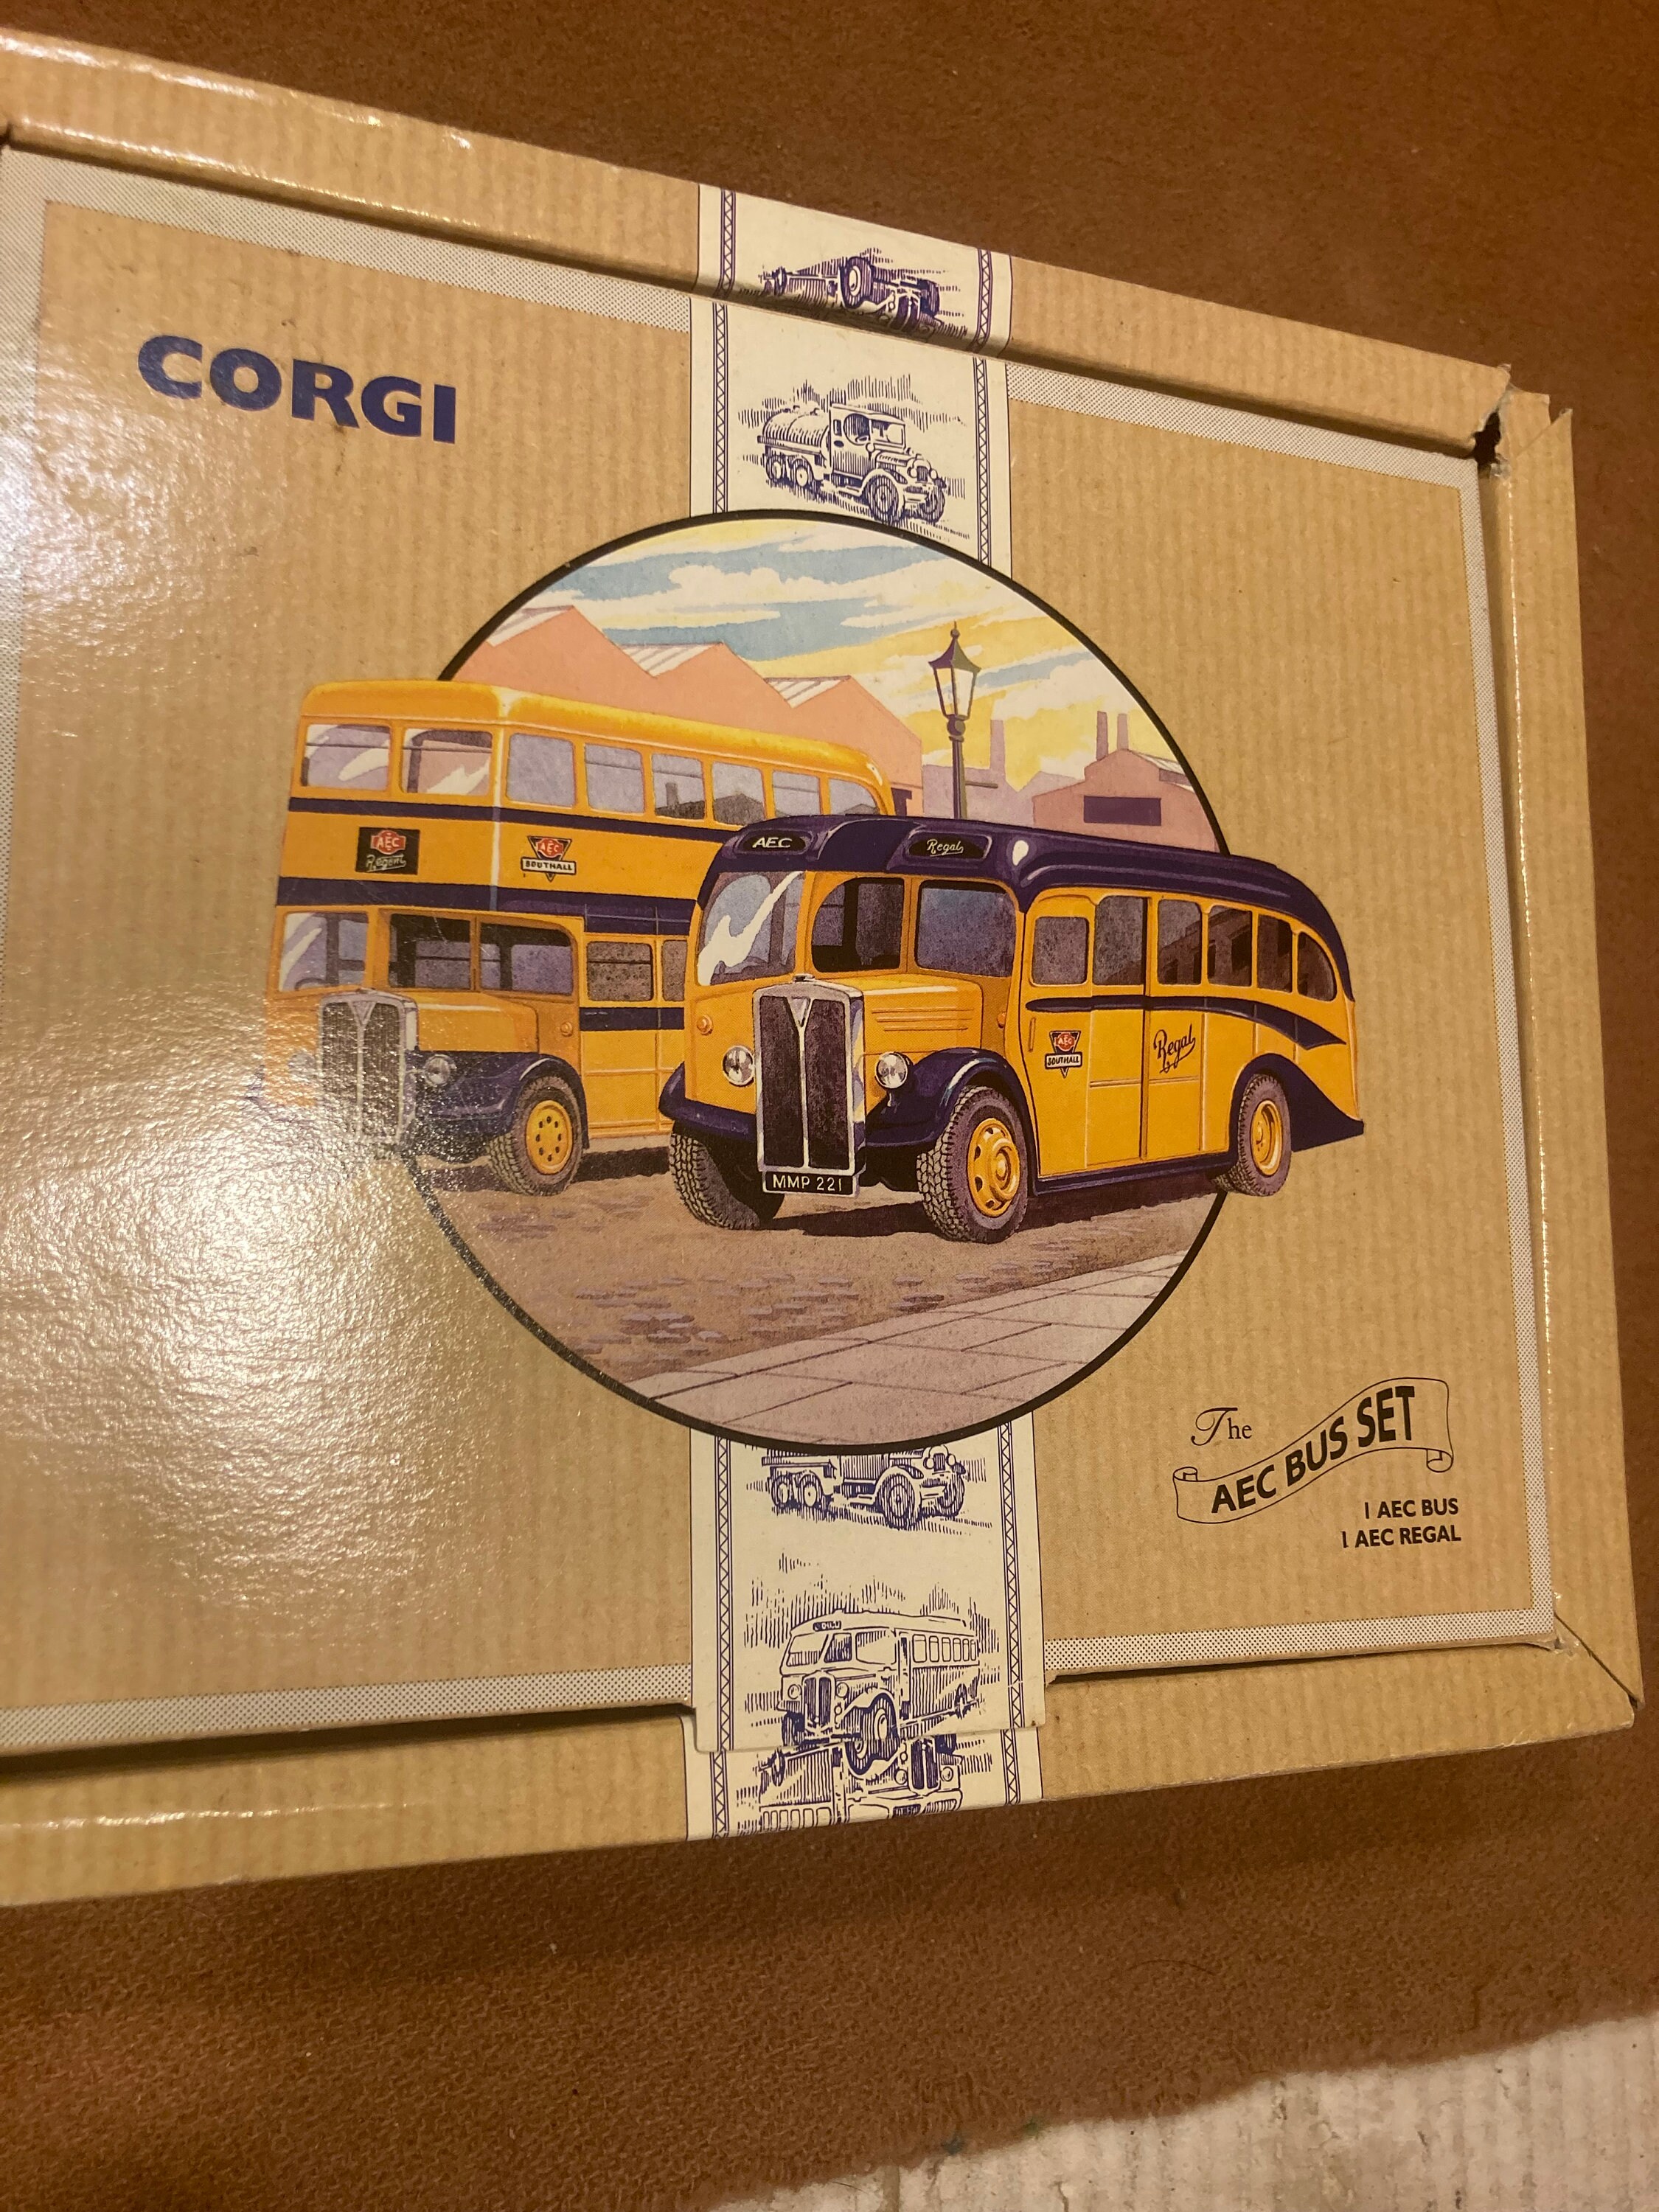 CORGI
AEC
Regent
AEC
SOUTHALL
AEC
Regal
AEC
SOUTHALL
Regal
MMP 221
The
AEC BUS SET
1 AEC BUS
1 AEC REGAL